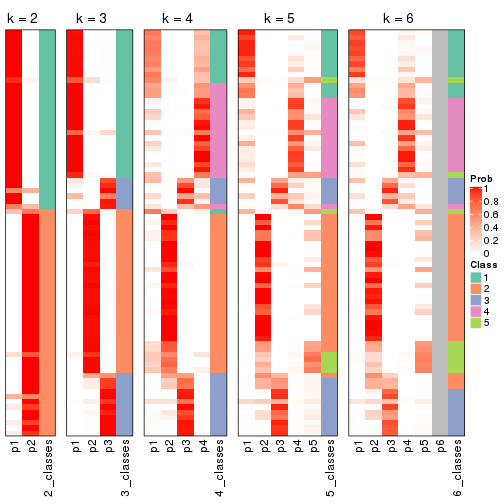 k = 2
k = 3
k = 4
k = 5
k = 6
Prob
1
0.8
0.6
0.4
0.2
0
Class
1
2
3
4
5
p1
p2
2_classes
p1
p2
p3
3_classes
p1
p2
p3
p4
4_classes
p1
p2
p3
p4
p5
5_classes
p1
p2
p3
p4
p5
p6
6_classes